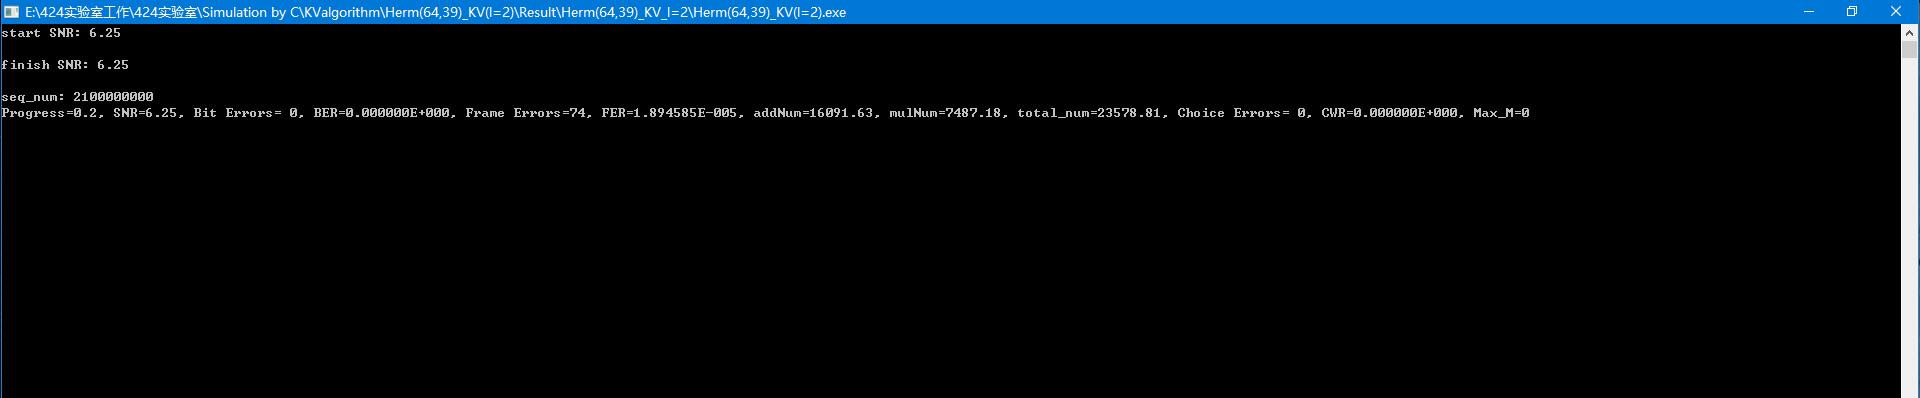 E:\424实验室工作\424实验室\Simulation by C\KValgorithm\Herm(64,39)_KV(l=2)\Result\Herm(64,39)_KV_l=2\Herm(64,39)_KV(l=2).exe
start SNR: 6.25
finish SNR: 6.25
seq_num: 2100000000
Progress=0.2, SNR=6.25, Bit Errors= 0, BER=0.000000E+000, Frame Errors=74, FER=1.894585E-005, addNum=16091.63, mulNum=7487.18, total_num=23578.81, Choice Errors= 0, CWR=0.000000E+000, Max_M=0